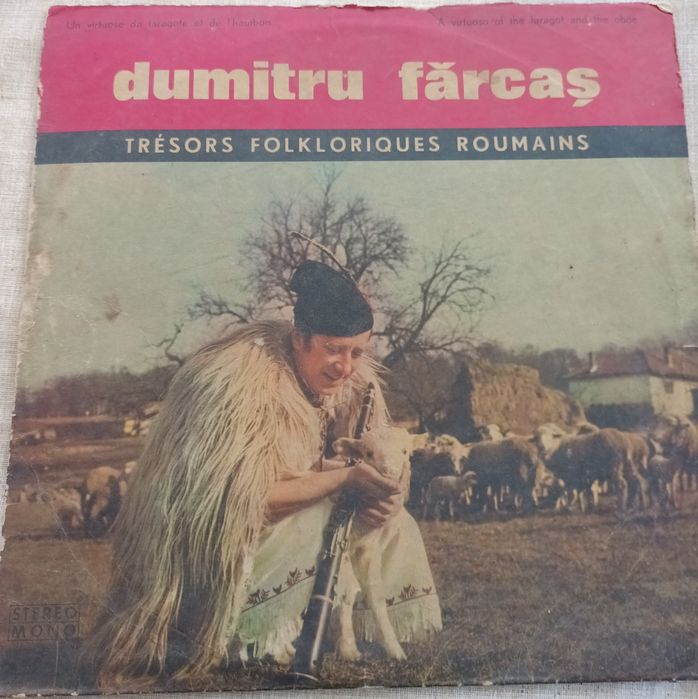 Un virtuose du taragote et de l'hautbois
A virtuoso of the taragot and the oboe
dumitru fărcaș
TRÉSORS FOLKLORIQUES ROUMAINS
STEREO
MONO